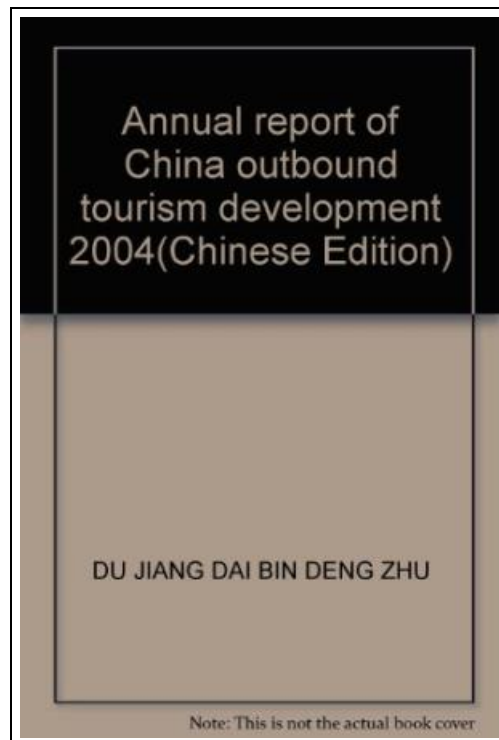 Annual report of
China outbound
tourism development
2004(Chinese Edition)
DU JIANG DAI BIN DENG ZHU
Note: This is not the actual book cover